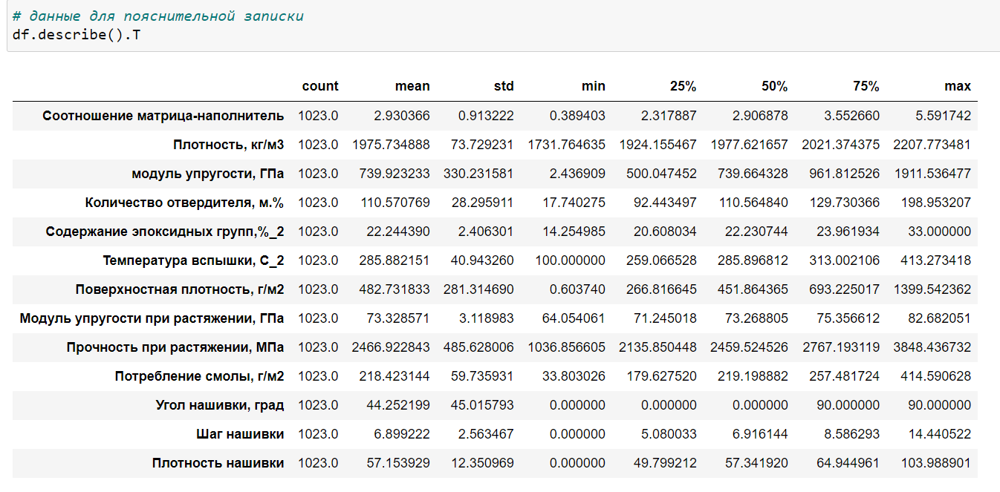 # данные для пояснительной записки
df.describe().T
count mean std min 25% 50% 75% max
Соотношение матрица-наполнитель 1023.0 2.930366 0.913222 0.389403 2.317887 2.906878 3.552660 5.591742
Плотность, кг/м3 1023.0 1975.734888 73.729231 1731.764635 1924.155467 1977.621657 2021.374375 2207.773481
модуль упругости, ГПа 1023.0 739.923233 330.231581 2.436909 500.047452 739.664328 961.812526 1911.536477
Количество отвердителя, м.% 1023.0 110.570769 28.295911 17.740275 92.443497 110.564840 129.730366 198.953207
Содержание эпоксидных групп,%_2 1023.0 22.244390 2.406301 14.254985 20.608034 22.230744 23.961934 33.000000
Температура вспышки, С_2 1023.0 285.882151 40.943260 100.000000 259.066528 285.896812 313.002106 413.273418
Поверхностная плотность, г/м2 1023.0 482.731833 281.314690 0.603740 266.816645 451.864365 693.225017 1399.542362
Модуль упругости при растяжении, ГПа 1023.0 73.328571 3.118983 64.054061 71.245018 73.268805 75.356612 82.682051
Прочность при растяжении, МПа 1023.0 2466.922843 485.628006 1036.856605 2135.850448 2459.524526 2767.193119 3848.436732
Потребление смолы, г/м2 1023.0 218.423144 59.735931 33.803026 179.627520 219.198882 257.481724 414.590628
Угол нашивки, град 1023.0 44.252199 45.015793 0.000000 0.000000 0.000000 90.000000 90.000000
Шаг нашивки 1023.0 6.899222 2.563467 0.000000 5.080033 6.916144 8.586293 14.440522
Плотность нашивки 1023.0 57.153929 12.350969 0.000000 49.799212 57.341920 64.944961 103.988901